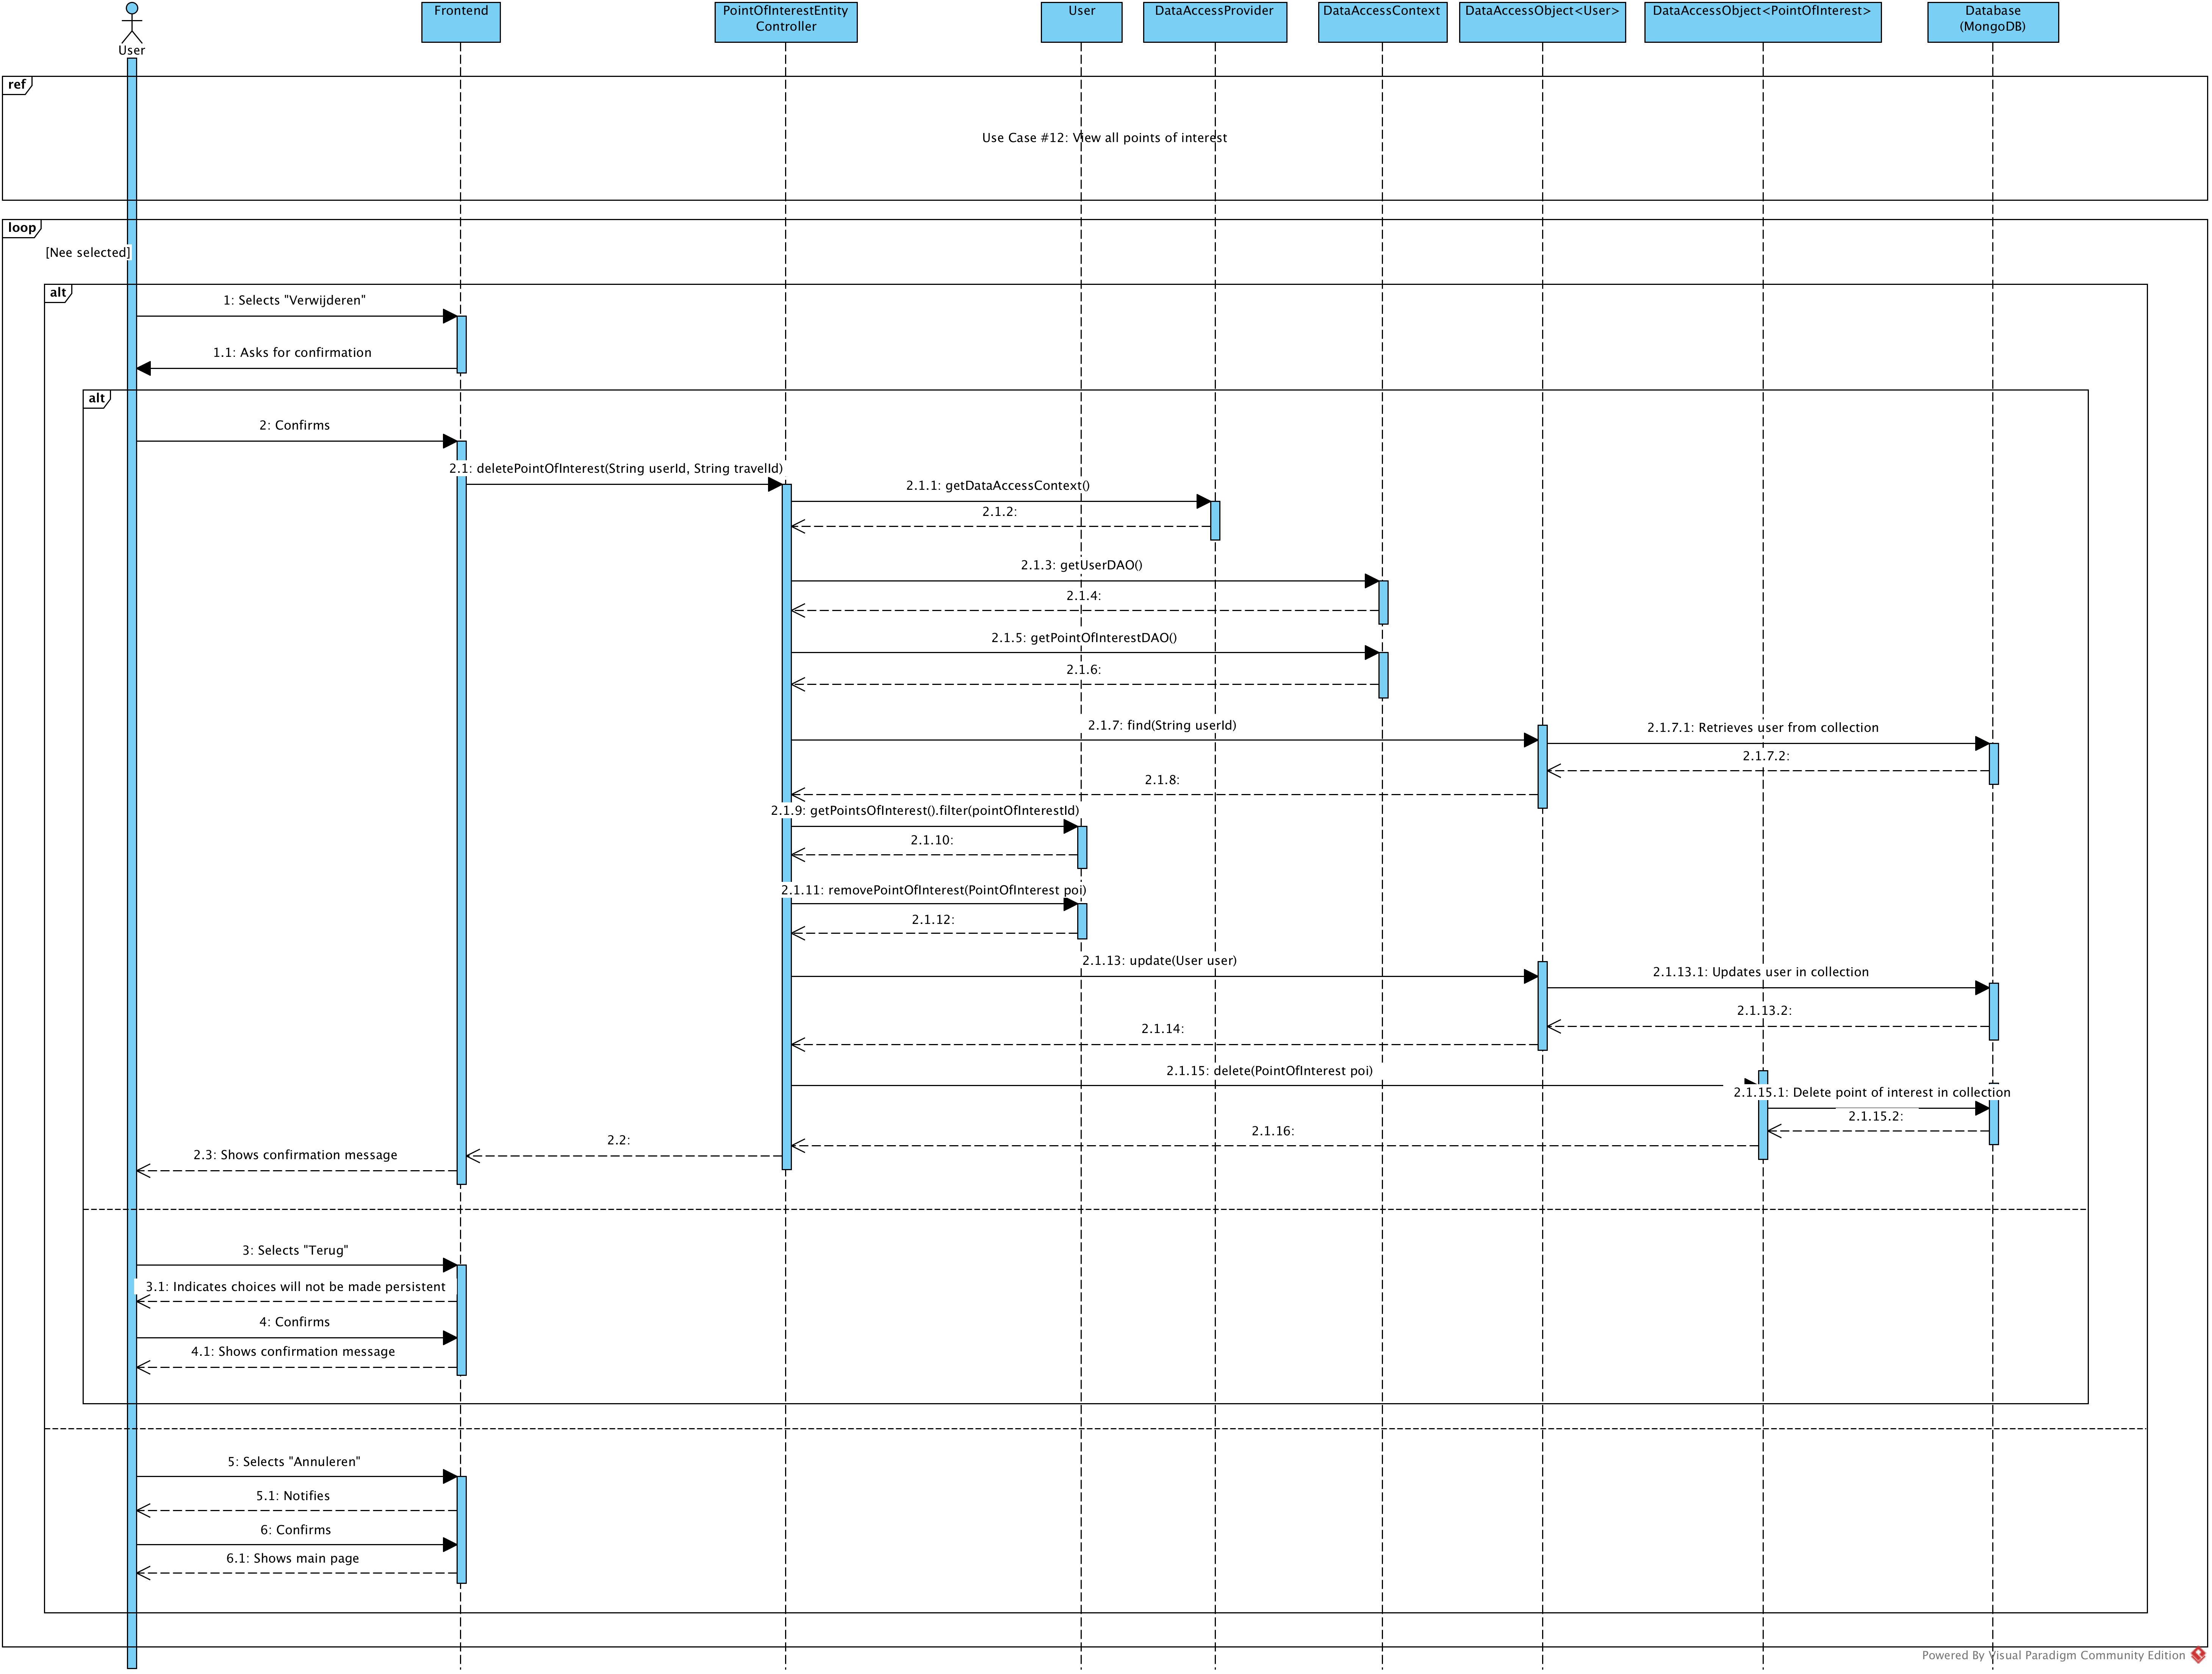 User
Frontend
PointOfInterestEntity
Controller
User
DataAccessProvider
DataAccessContext
DataAccessObject<User>
DataAccessObject<PointOfInterest>
Database
(MongoDB)
ref
Use Case #12: View all points of interest
loop
[Nee selected]
alt
1: Selects "Verwijderen"
1.1: Asks for confirmation
alt
2: Confirms
2.1: deletePointOfInterest(String userId, String travelId)
2.1.1: getDataAccessContext()
2.1.2:
2.1.3: getUserDAO()
2.1.4:
2.1.5: getPointOfInterestDAO()
2.1.6:
2.1.7: find(String userId)
2.1.7.1: Retrieves user from collection
2.1.7.2:
2.1.8:
2.1.9: getPointsOfInterest().filter(pointOfInterestId)
2.1.10:
2.1.11: removePointOfInterest(PointOfInterest poi)
2.1.12:
2.1.13: update(User user)
2.1.13.1: Updates user in collection
2.1.13.2:
2.1.14:
2.1.15: delete(PointOfInterest poi)
2.1.15.1: Delete point of interest in collection
2.1.15.2:
2.1.16:
2.2:
2.3: Shows confirmation message
3: Selects "Terug"
3.1: Indicates choices will not be made persistent
4: Confirms
4.1: Shows confirmation message
5: Selects "Annuleren"
5.1: Notifies
6: Confirms
6.1: Shows main page
Powered By Visual Paradigm Community Edition